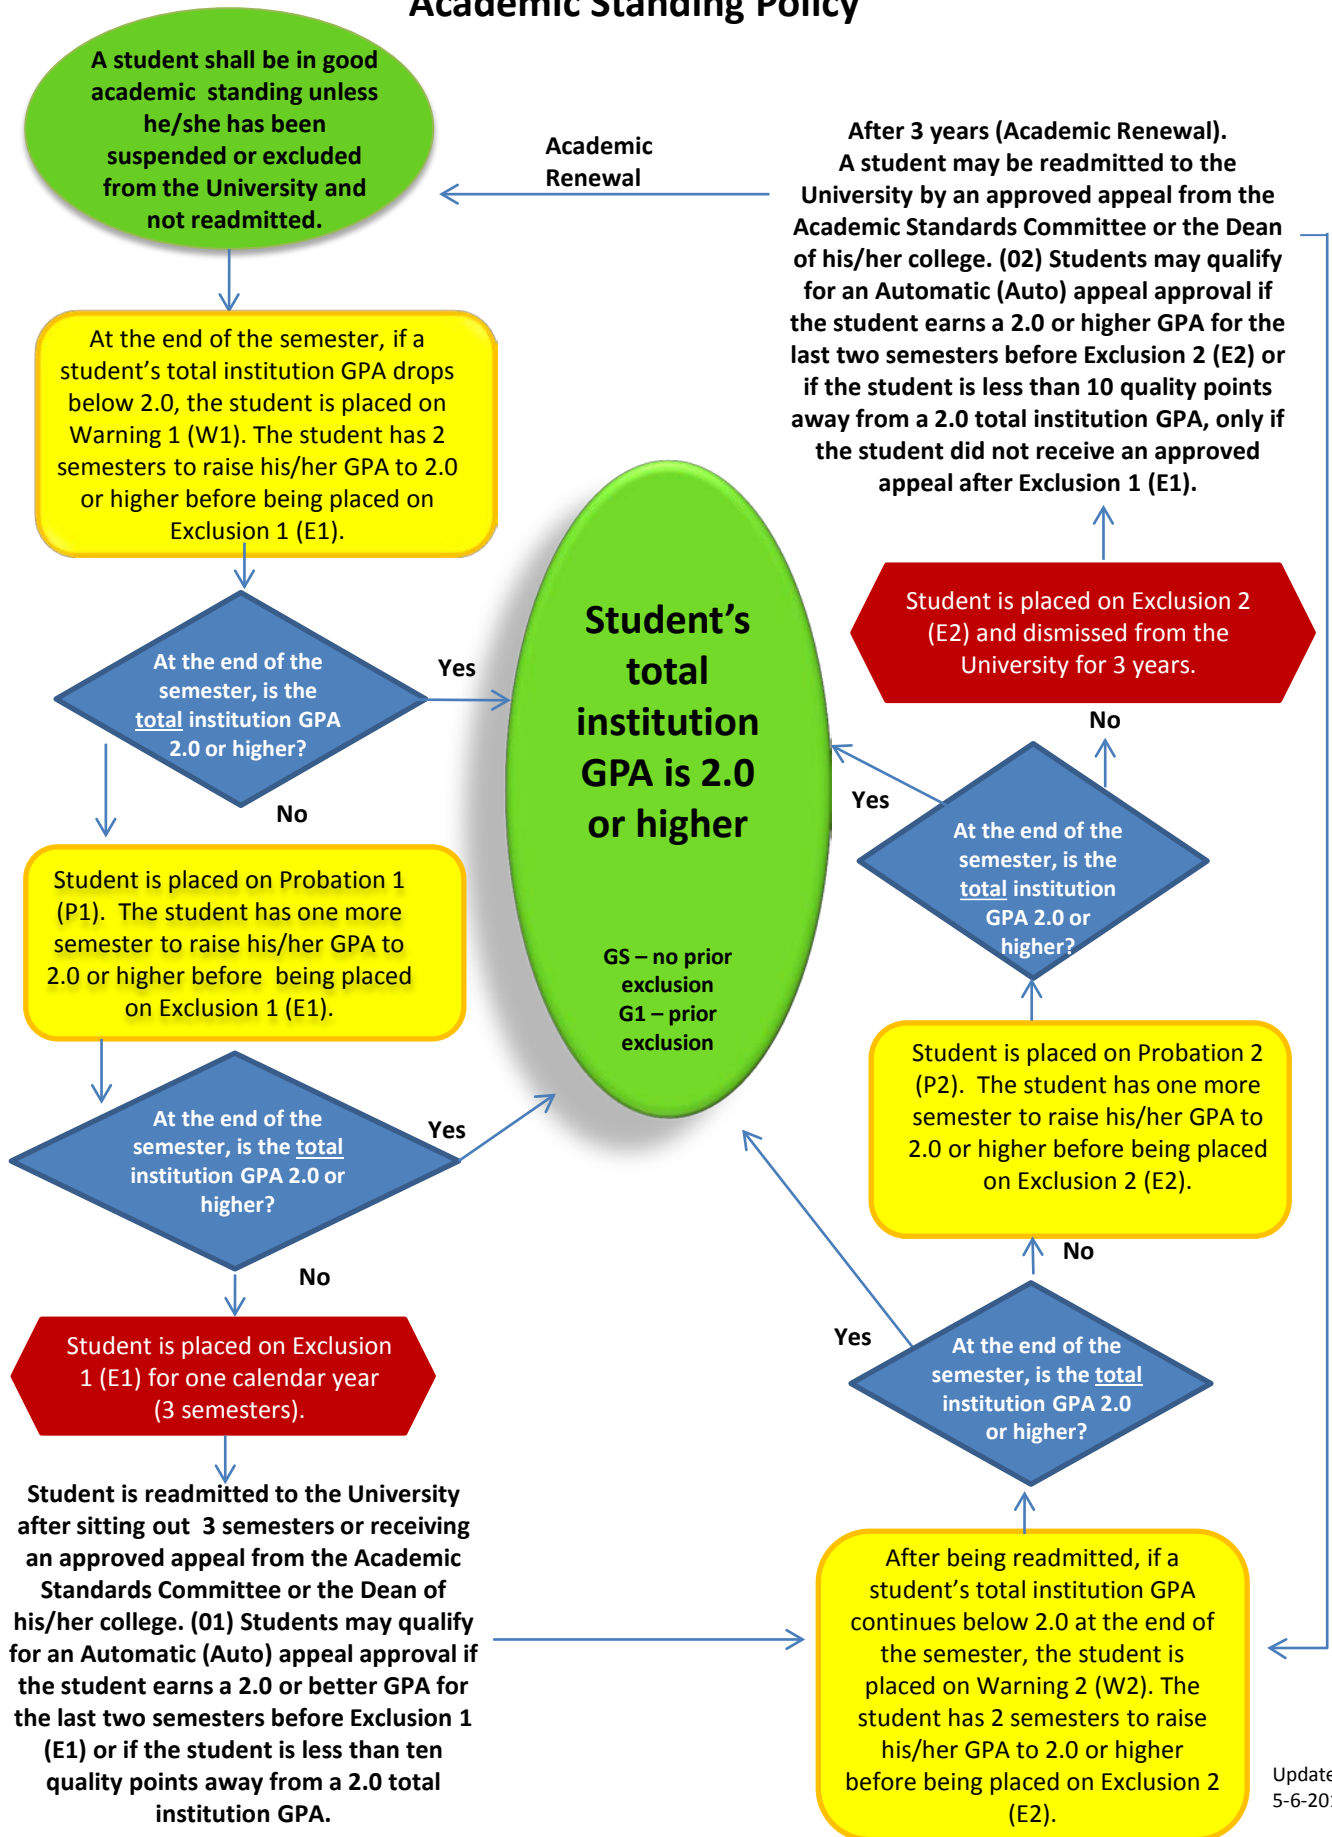 Academic Standing Policy
A student shall be in good
academic standing unless
he/she has been
suspended or excluded
from the University and
not readmitted.
Academic
Renewal
After 3 years (Academic Renewal).
A student may be readmitted to the
University by an approved appeal from the
Academic Standards Committee or the Dean
of his/her college. (02) Students may qualify
for an Automatic (Auto) appeal approval if
the student earns a 2.0 or higher GPA for the
last two semesters before Exclusion 2 (E2) or
if the student is less than 10 quality points
away from a 2.0 total institution GPA, only if
the student did not receive an approved
appeal after Exclusion 1 (E1).
At the end of the semester, if a
student's total institution GPA drops
below 2.0, the student is placed on
Warning 1 (W1). The student has 2
semesters to raise his/her GPA to 2.0
or higher before being placed on
Exclusion 1 (E1).
At the end of the
semester, is the
total institution GPA
2.0 or higher?
Yes
No
Student is placed on Probation 1
(P1). The student has one more
semester to raise his/her GPA to
2.0 or higher before being placed
on Exclusion 1 (E1).
At the end of the
semester, is the total
institution GPA 2.0 or
higher?
Yes
No
Student is placed on Exclusion
1 (E1) for one calendar year
(3 semesters).
Student is readmitted to the University
after sitting out 3 semesters or receiving
an approved appeal from the Academic
Standards Committee or the Dean of
his/her college. (01) Students may qualify
for an Automatic (Auto) appeal approval if
the student earns a 2.0 or better GPA for
the last two semesters before Exclusion 1
(E1) or if the student is less than ten
quality points away from a 2.0 total
institution GPA.
Student's
total
institution
GPA is 2.0
or higher
GS – no prior
exclusion
G1 – prior
exclusion
Student is placed on Exclusion 2
(E2) and dismissed from the
University for 3 years.
No
Yes
At the end of the
semester, is the
total institution
GPA 2.0 or
higher?
Student is placed on Probation 2
(P2). The student has one more
semester to raise his/her GPA to
2.0 or higher before being placed
on Exclusion 2 (E2).
No
Yes
At the end of the
semester, is the total
institution GPA 2.0
or higher?
After being readmitted, if a
student's total institution GPA
continues below 2.0 at the end of
the semester, the student is
placed on Warning 2 (W2). The
student has 2 semesters to raise
his/her GPA to 2.0 or higher
before being placed on Exclusion 2
(E2).
Update